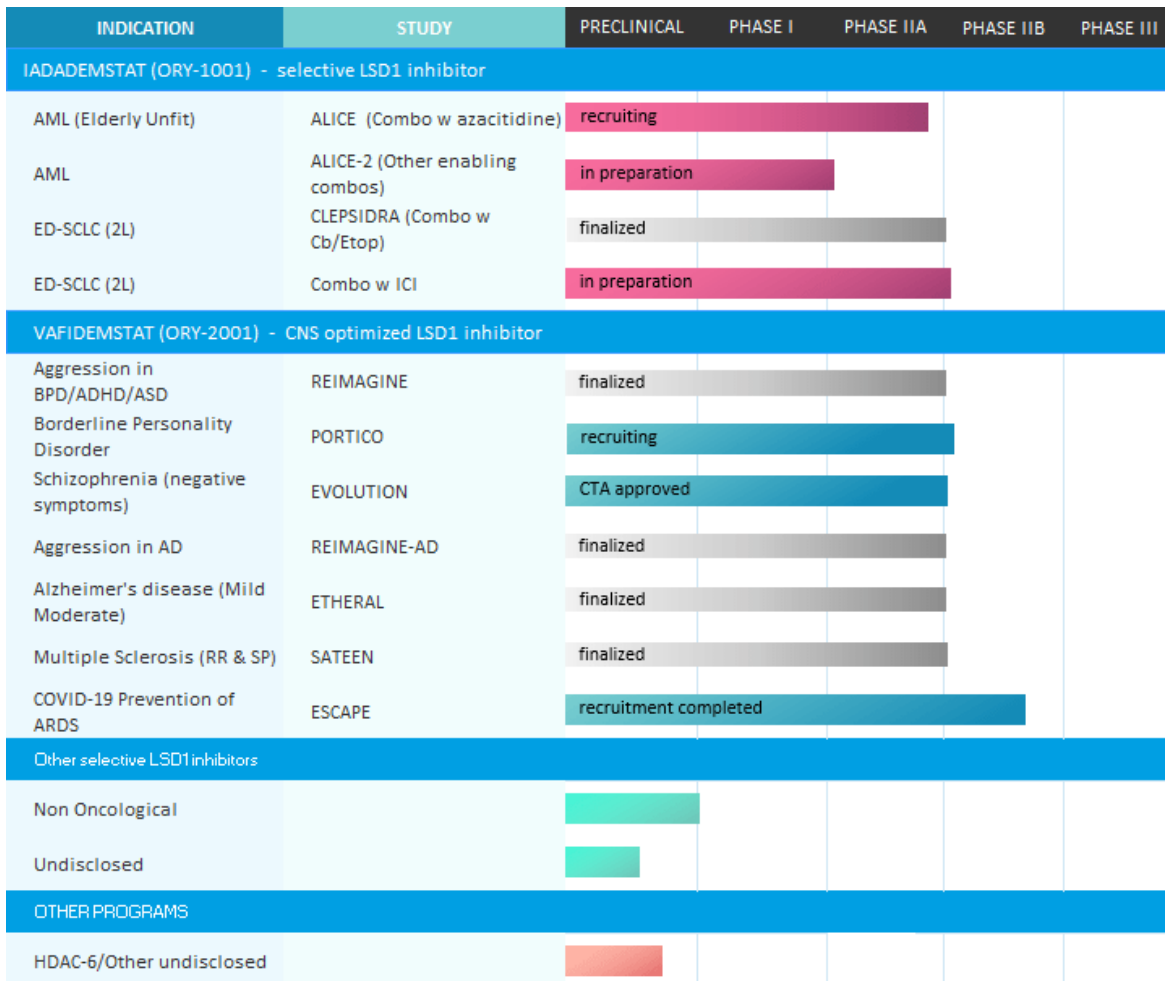 INDICATION STUDY PRECLINICAL PHASE I PHASE IIA PHASE IIB PHASE III
IADADEMSTAT (ORY-1001) - selective LSD1 inhibitor
AML (Elderly Unfit) ALICE (Combo w azacitidine) recruiting
AML ALICE-2 (Other enabling combos) in preparation
ED-SCLC (2L) CLEPSIDRA (Combo w Cb/Etop) finalized
ED-SCLC (2L) Combo w ICI in preparation
VAFIDEMSTAT (ORY-2001) - CNS optimized LSD1 inhibitor
Aggression in BPD/ADHD/ASD REIMAGINE finalized
Borderline Personality Disorder PORTICO recruiting
Schizophrenia (negative symptoms) EVOLUTION CTA approved
Aggression in AD REIMAGINE-AD finalized
Alzheimer's disease (Mild Moderate) ETHERAL finalized
Multiple Sclerosis (RR & SP) SATEEN finalized
COVID-19 Prevention of ARDS ESCAPE recruitment completed
Other selective LSD1 inhibitors
Non Oncological
Undisclosed
OTHER PROGRAMS
HDAC-6/Other undisclosed